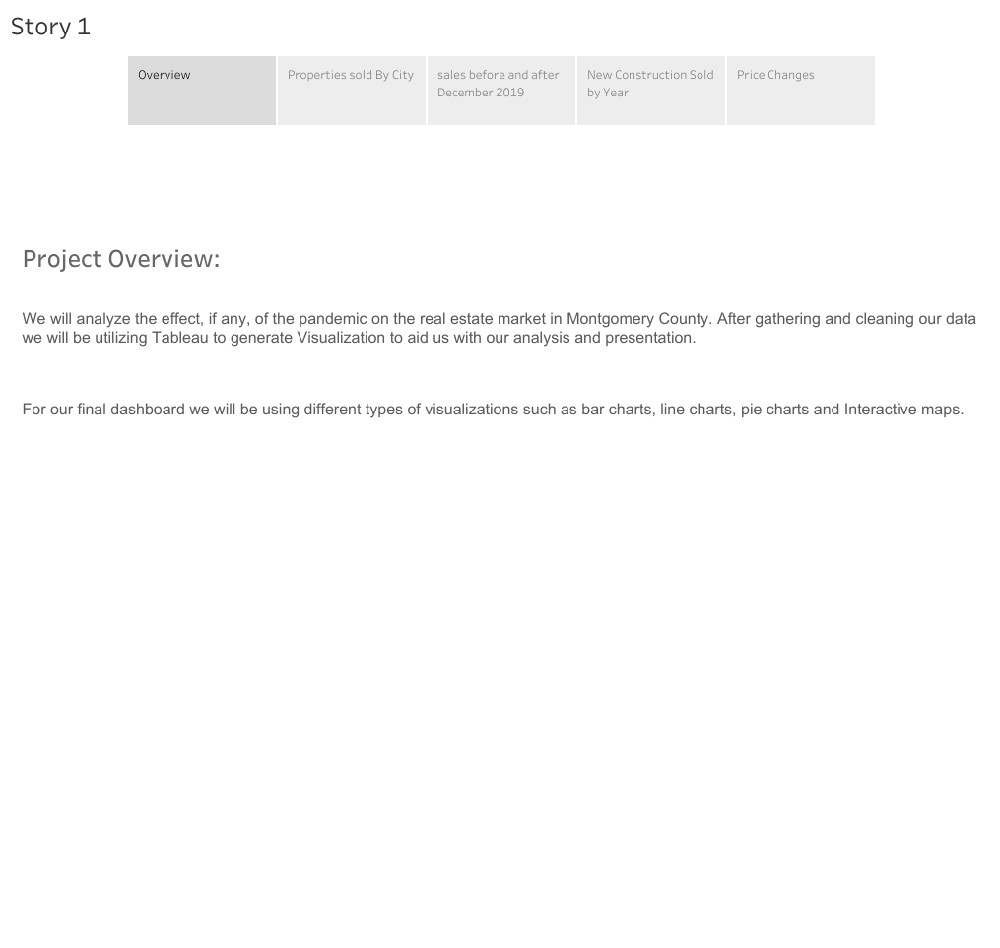 Story 1
Overview
Properties sold By City
sales before and after
December 2019
New Construction Sold
by Year
Price Changes
Project Overview:
We will analyze the effect, if any, of the pandemic on the real estate market in Montgomery County. After gathering and cleaning our data
we will be utilizing Tableau to generate Visualization to aid us with our analysis and presentation.
For our final dashboard we will be using different types of visualizations such as bar charts, line charts, pie charts and Interactive maps.